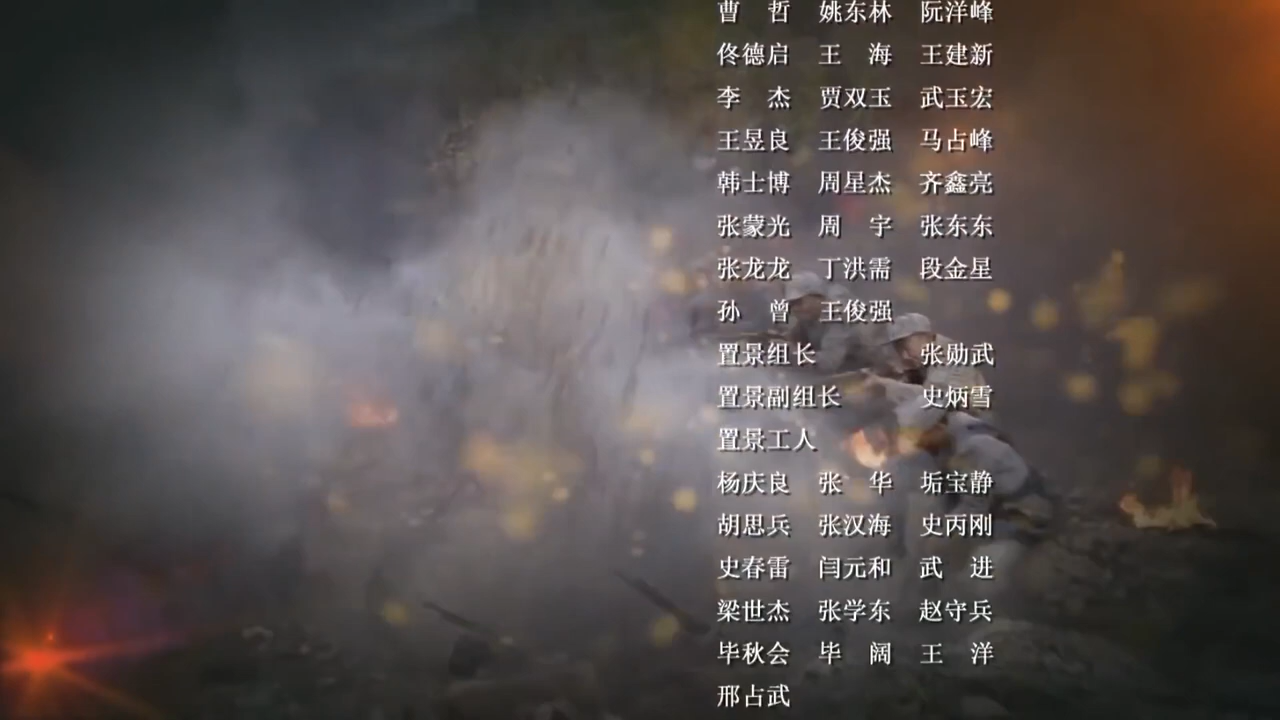 曹　哲　姚东林　阮洋峰
佟德启　王　海　王建新
李　杰　贾双玉　武玉宏
王昱良　王俊强　马占峰
韩士博　周星杰　齐鑫亮
张蒙光　周　宇　张东东
张龙龙　丁洪需　段金星
孙　曾　王俊强
置景组长　张勋武
置景副组长　史炳雪
置景工人
杨庆良　张　华　垢宝静
胡思兵　张汉海　史丙刚
史春雷　闫元和　武　进
梁世杰　张学东　赵守兵
毕秋会　毕　阔　王　洋
邢占武